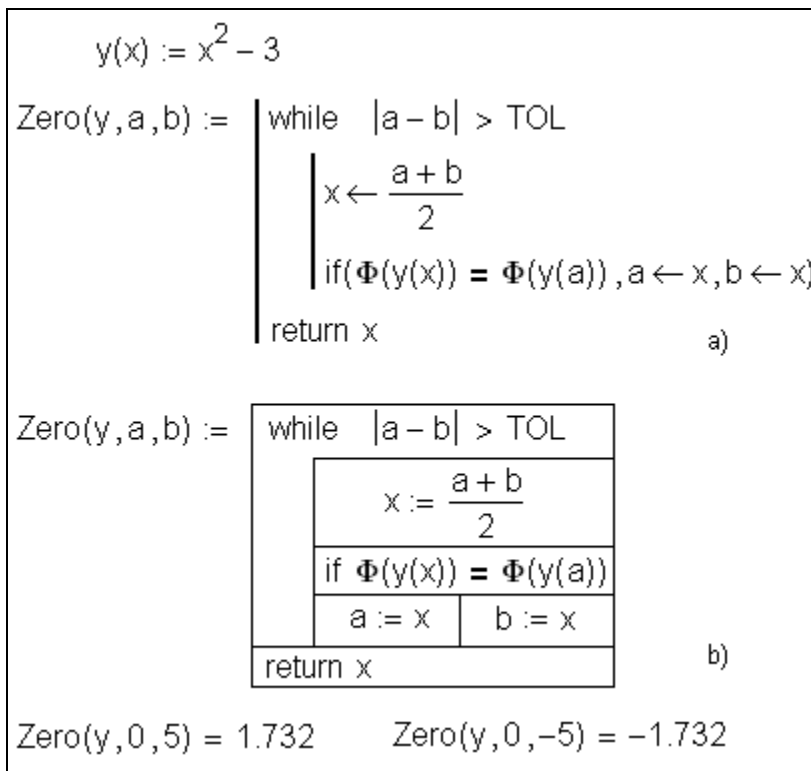 y(x) := x² − 3
Zero(y,a,b) := while |a − b| > TOL
x ← (a + b)/2
if(Φ(y(x)) = Φ(y(a)),a ← x,b ← x)
return x
a)
Zero(y,a,b) := while |a − b| > TOL
x := (a + b)/2
if Φ(y(x)) = Φ(y(a))
a := x b := x
return x
b)
Zero(y,0,5) = 1.732 Zero(y,0,−5) = −1.732